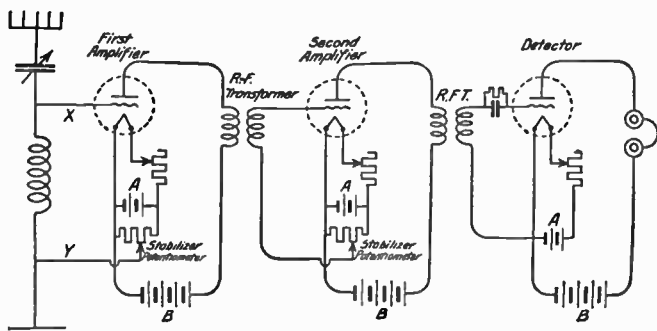 First
Amplifier
R.F.
Transformer
Second
Amplifier
R.F.T.
Detector
X
A
Y
Stabilizer
Potentiometer
B
A
Stabilizer
Potentiometer
B
A
B